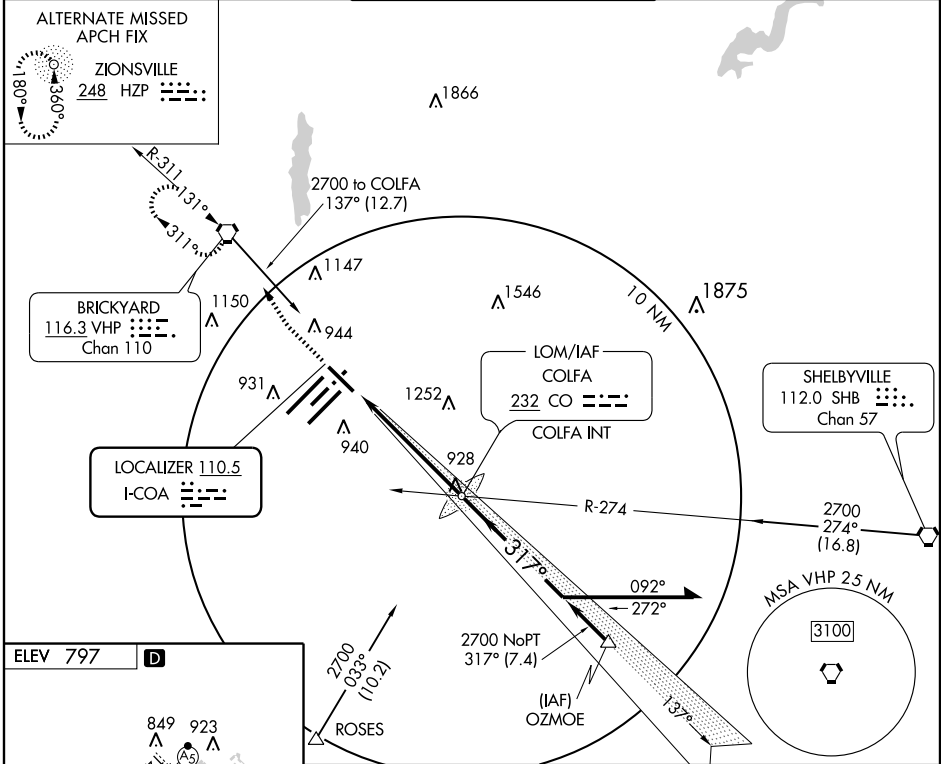 ALTERNATE MISSED
APCH FIX
ZIONSVILLE
248 HZP
180°
360°
1866
R-311
131°
311°
2700 to COLFA
137° (12.7)
1147
1150
1546
10 NM
1875
BRICKYARD
116.3 VHP
Chan 110
944
LOM/IAF
COLFA
232 CO
COLFA INT
SHELBYVILLE
112.0 SHB
Chan 57
931
1252
940
928
LOCALIZER 110.5
I-COA
R-274
2700
274°
(16.8)
317°
092°
272°
MSA VHP 25 NM
3100
2700 NoPT
317° (7.4)
ELEV 797
D
2700
033°
(10.2)
(IAF)
OZMOE
137°
ROSES
849
923
A5